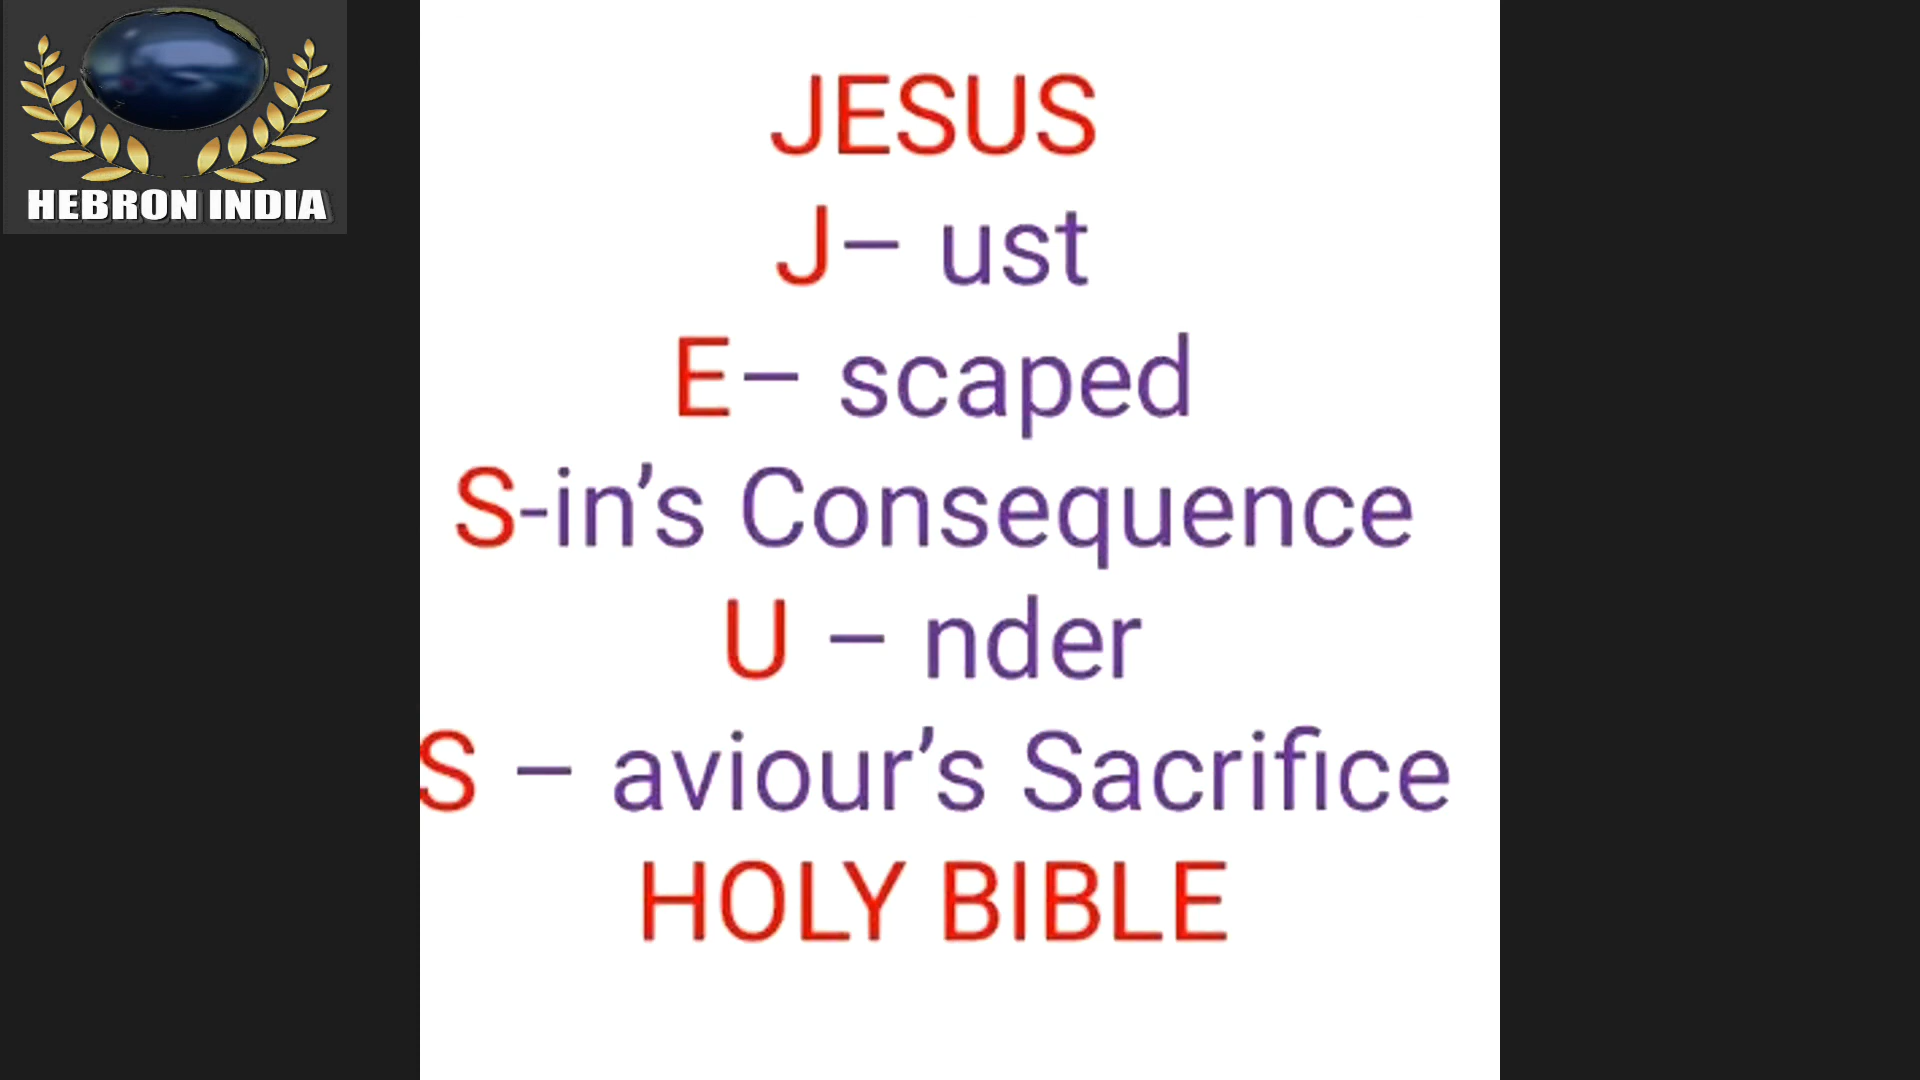 HEBRON INDIA
JESUS
J– ust
E– scaped
S-in’s Consequence
U – nder
S – aviour’s Sacrifice
HOLY BIBLE